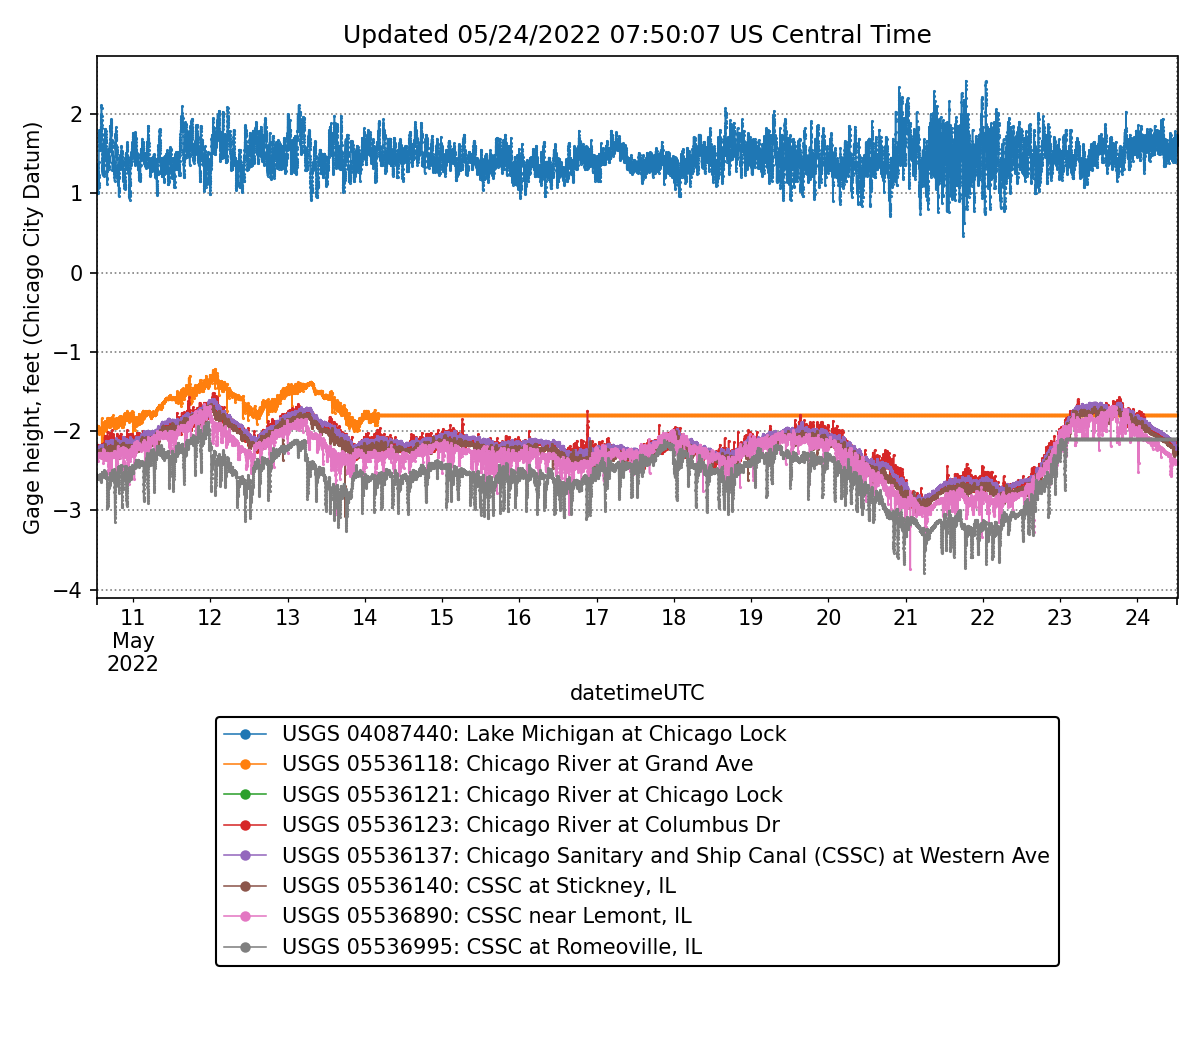 Updated 05/24/2022 07:50:07 US Central Time
Gage height, feet (Chicago City Datum)
2
1
0
−1
−2
−3
−4
11 12 13 14 15 16 17 18 19 20 21 22 23 24
May
2022
datetimeUTC
USGS 04087440: Lake Michigan at Chicago Lock
USGS 05536118: Chicago River at Grand Ave
USGS 05536121: Chicago River at Chicago Lock
USGS 05536123: Chicago River at Columbus Dr
USGS 05536137: Chicago Sanitary and Ship Canal (CSSC) at Western Ave
USGS 05536140: CSSC at Stickney, IL
USGS 05536890: CSSC near Lemont, IL
USGS 05536995: CSSC at Romeoville, IL